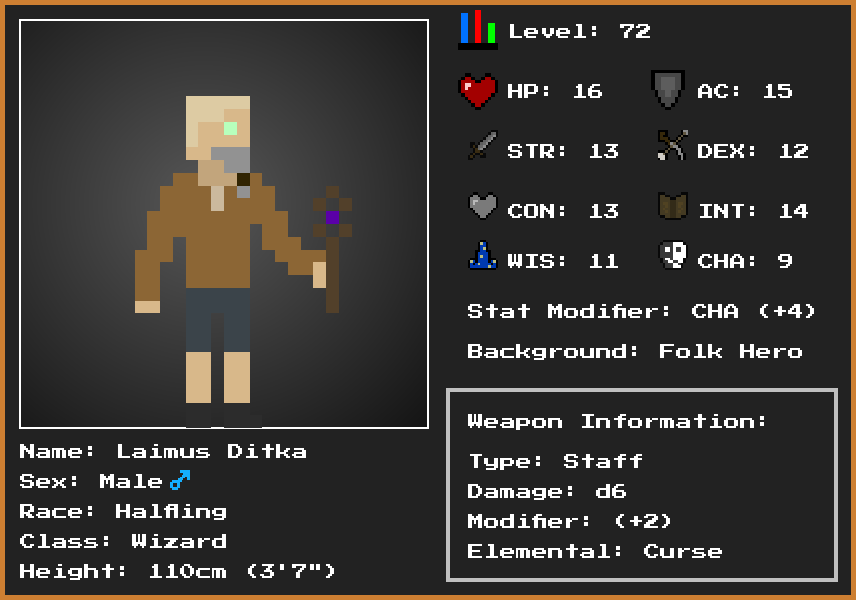 Level: 72
HP: 16
AC: 15
STR: 13
DEX: 12
CON: 13
INT: 14
WIS: 11
CHA: 9
Stat Modifier: CHA (+4)
Background: Folk Hero
Weapon Information:
Type: Staff
Damage: d6
Modifier: (+2)
Elemental: Curse
Name: Laimus Ditka
Sex: Male ♂
Race: Halfling
Class: Wizard
Height: 110cm (3'7")